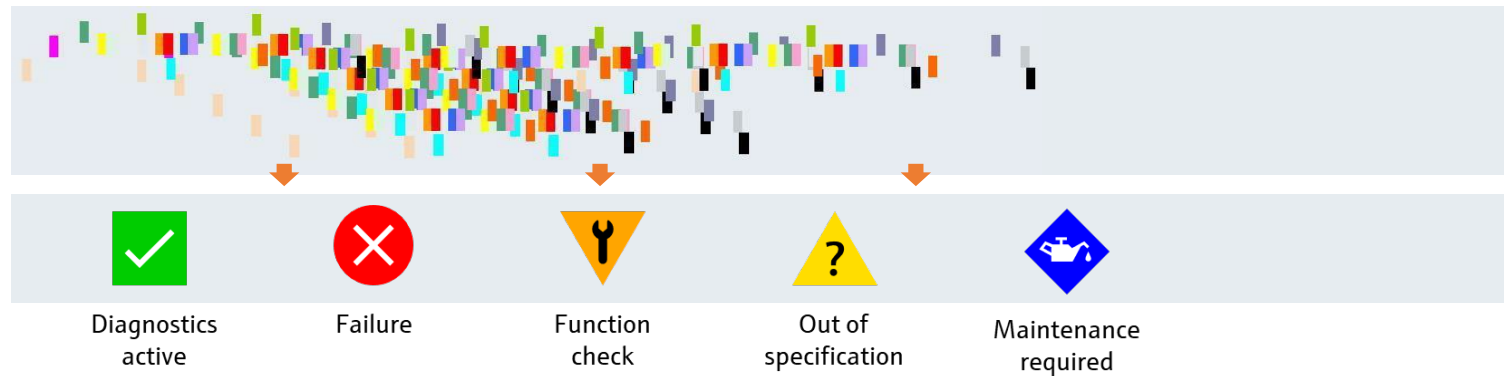 ?
Diagnostics
active
Failure
Function
check
Out of
specification
Maintenance
required